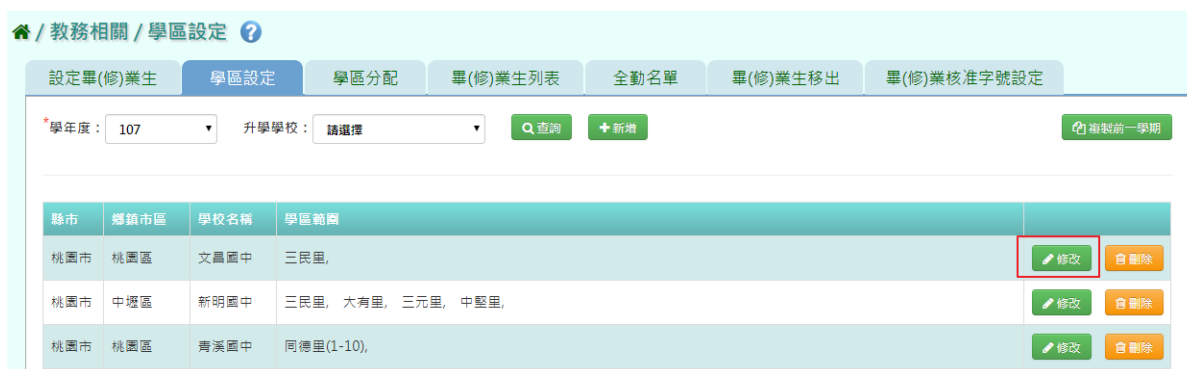 / 教務相關 / 學區設定 ?
設定畢(修)業生 學區設定 學區分配 畢(修)業生列表 全勤名單 畢(修)業生移出 畢(修)業核准字號設定
*學年度： 107 升學學校： 請選擇 查詢 新增 複製前一學期
縣市 鄉鎮市區 學校名稱 學區範圍
桃園市 桃園區 文昌國中 三民里, 修改 刪除
桃園市 中壢區 新明國中 三民里, 大有里, 三元里, 中堅里, 修改 刪除
桃園市 桃園區 青溪國中 同德里(1-10), 修改 刪除